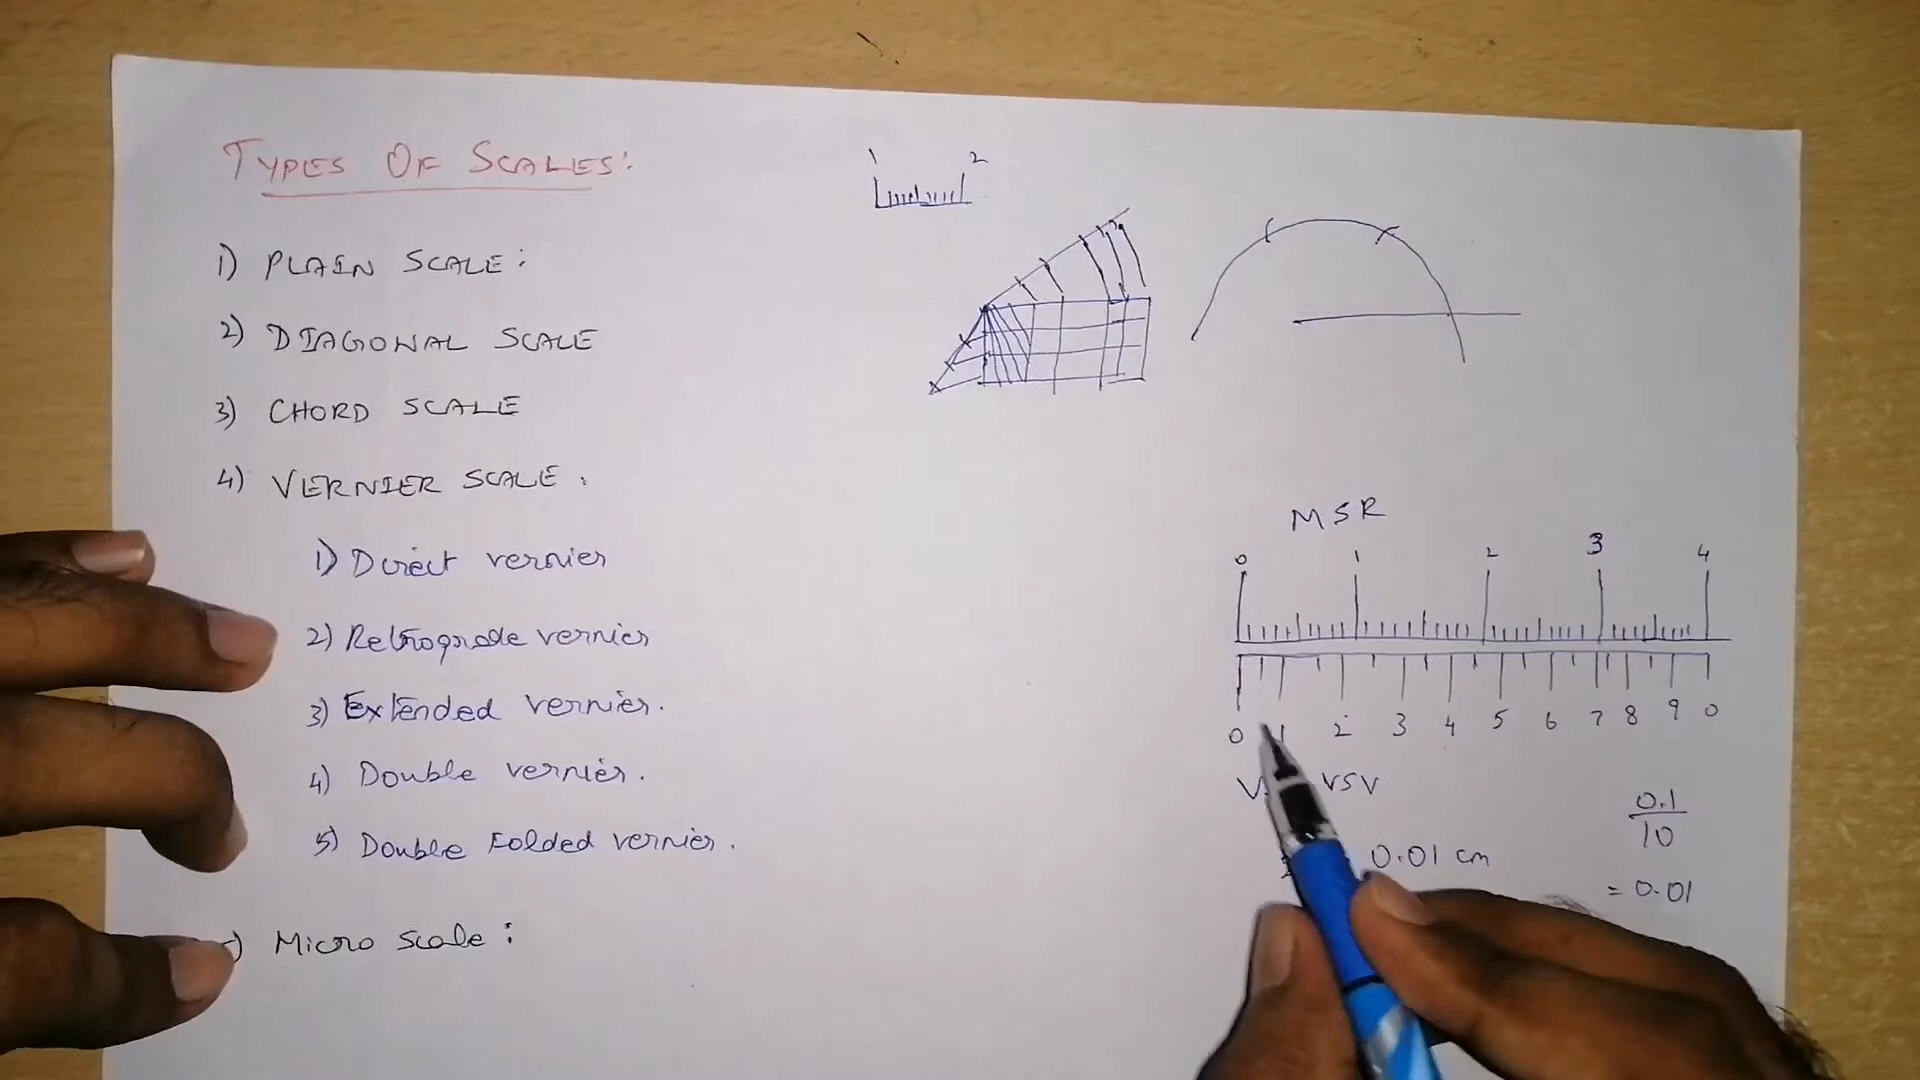 TYPES OF SCALES:
1) PLAIN SCALE:
2) DIAGONAL SCALE
3) CHORD SCALE
4) VERNIER SCALE:
1) Direct vernier
2) Retrograde vernier
3) Extended vernier.
4) Double vernier.
5) Double Folded vernier.
) Micro Scale:
1 2
MSR
0 1 2 3 4
0 1 2 3 4 5 6 7 8 9 0
VSV
0.01 cm
0.1
10
= 0.01